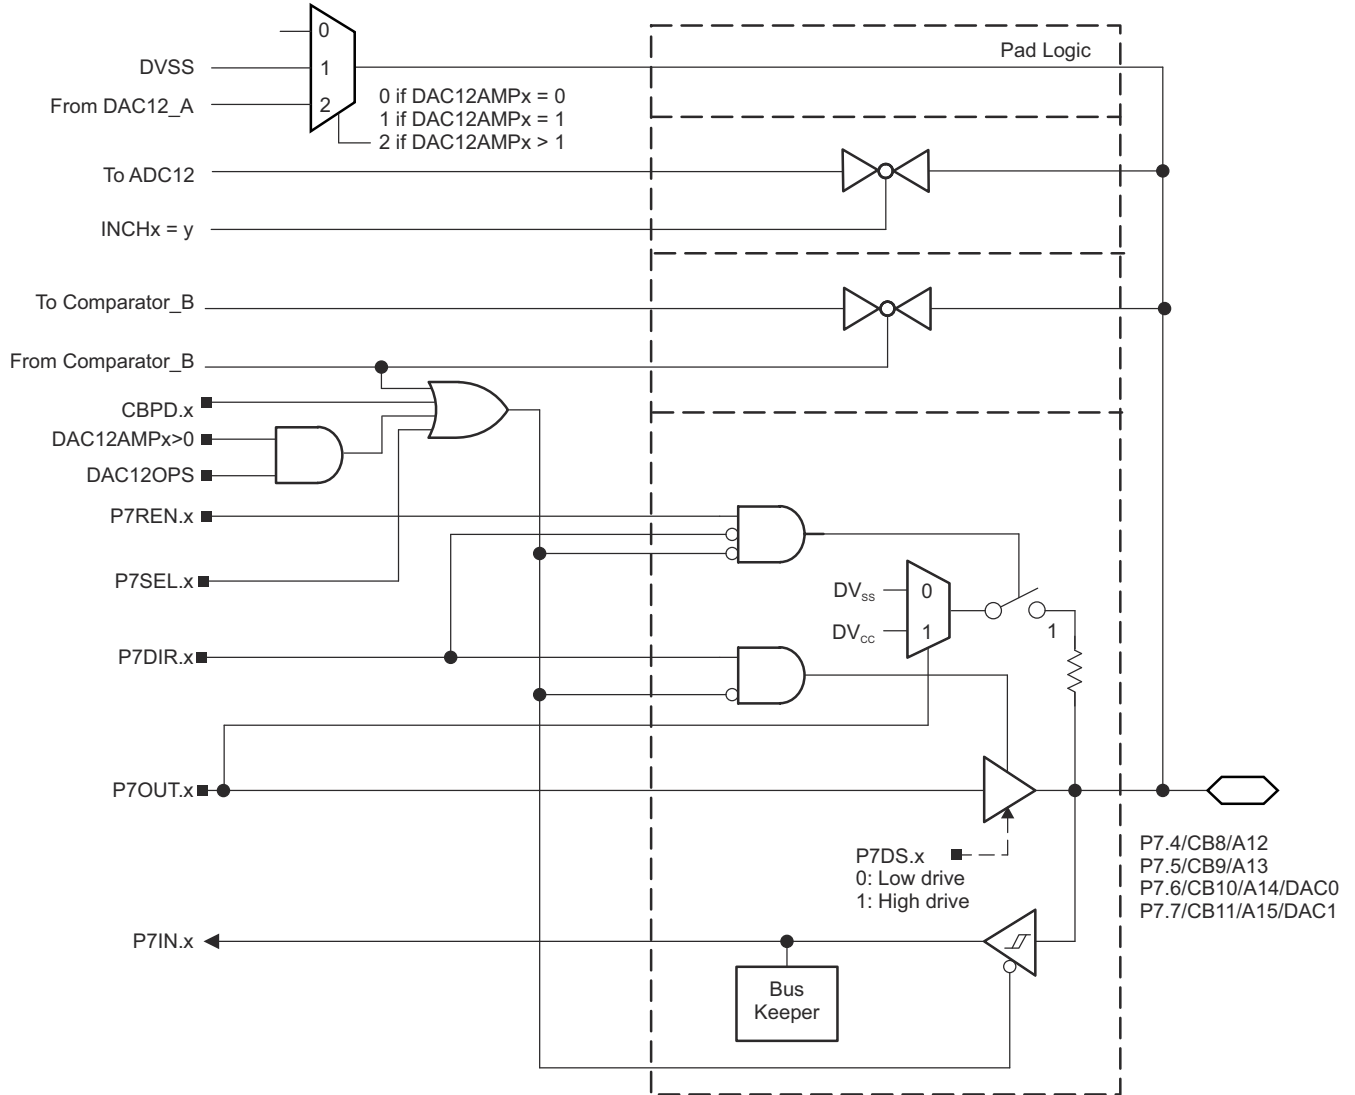 0
Pad Logic
DVSS
1
From DAC12_A
2
0 if DAC12AMPx = 0
1 if DAC12AMPx = 1
2 if DAC12AMPx > 1
To ADC12
INCHx = y
To Comparator_B
From Comparator_B
CBPD.x
DAC12AMPx>0
DAC12OPS
P7REN.x
P7SEL.x
DVss
0
DVcc
1
1
P7DIR.x
P7OUT.x
P7DS.x
0: Low drive
1: High drive
P7.4/CB8/A12
P7.5/CB9/A13
P7.6/CB10/A14/DAC0
P7.7/CB11/A15/DAC1
P7IN.x
Bus
Keeper